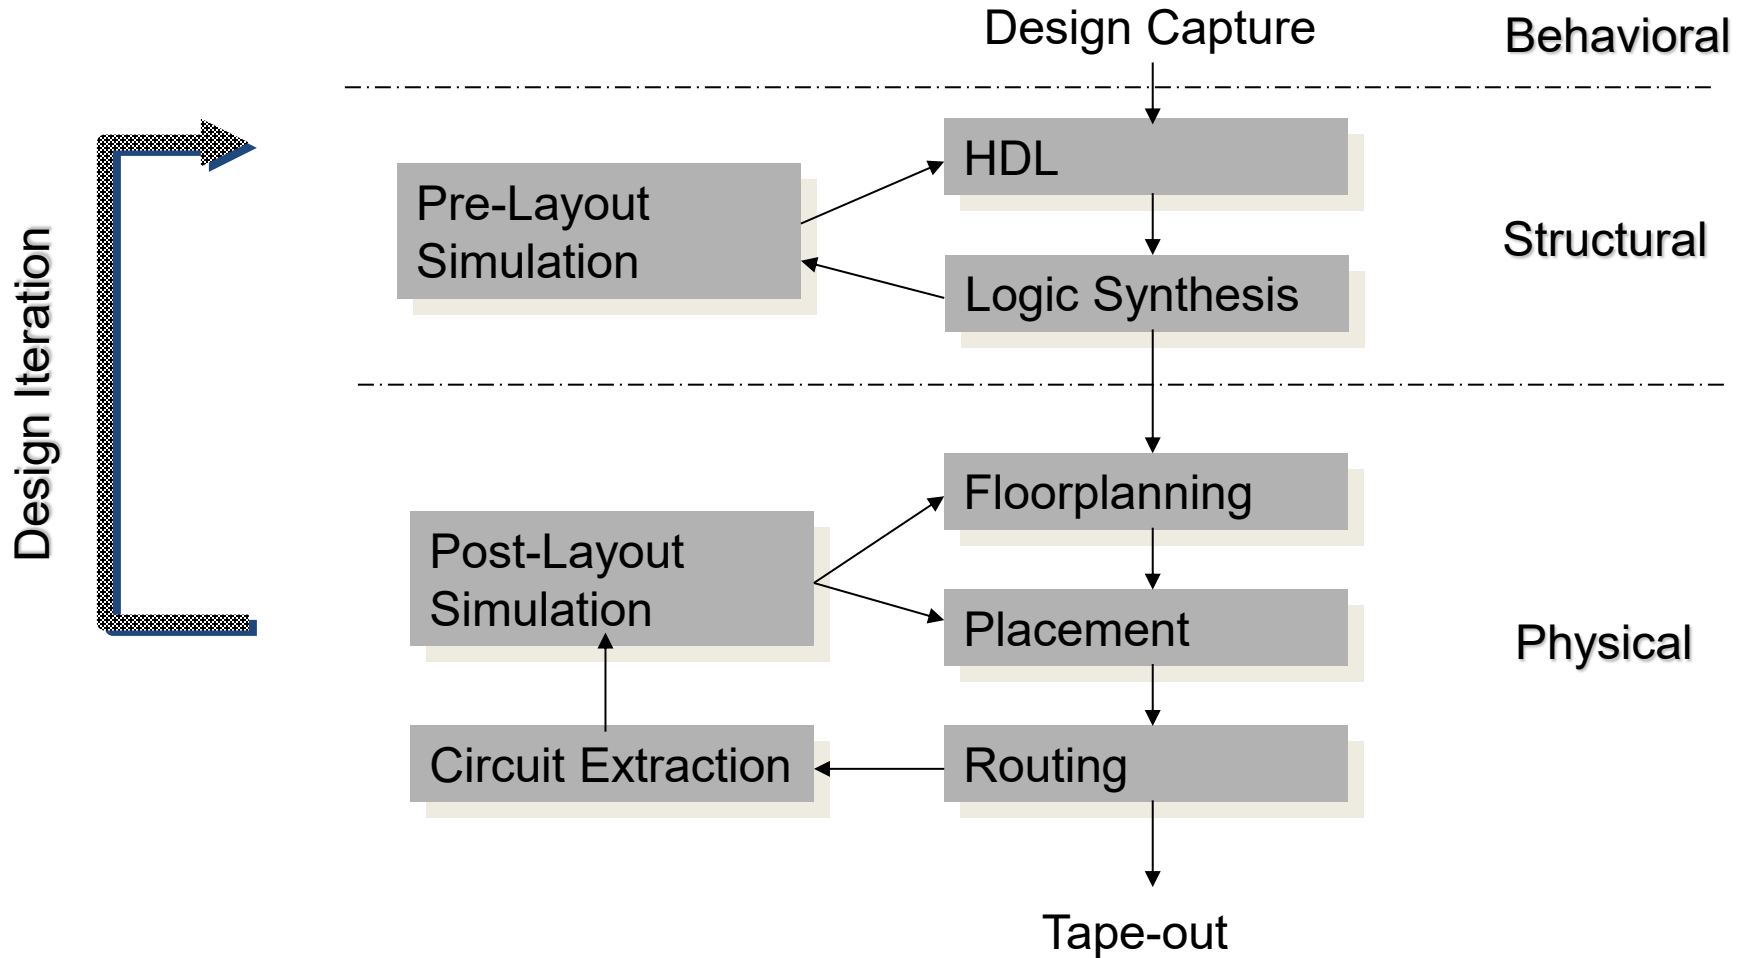 Design Capture
Behavioral
HDL
Pre-Layout
Simulation
Structural
Logic Synthesis
Design Iteration
Floorplanning
Post-Layout
Simulation
Placement
Physical
Circuit Extraction
Routing
Tape-out